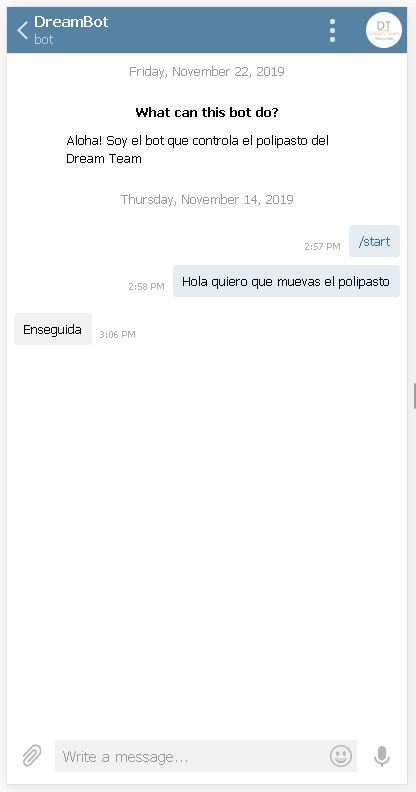 DreamBot
bot
DT
Dream Team
Friday, November 22, 2019
What can this bot do?
Aloha! Soy el bot que controla el polipasto del
Dream Team
Thursday, November 14, 2019
2:57 PM /start
2:58 PM Hola quiero que muevas el polipasto
Enseguida 3:06 PM
Write a message...